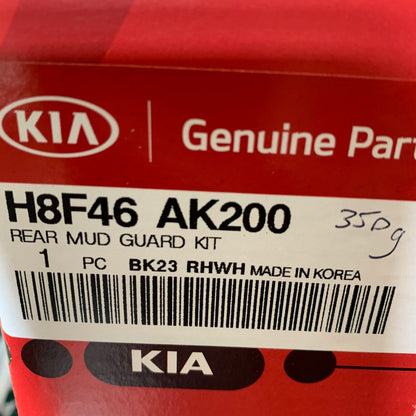 KIA Genuine Part
H8F46 AK200 350g
REAR MUD GUARD KIT
1 PC BK23 RHWH MADE IN KOREA
KIA